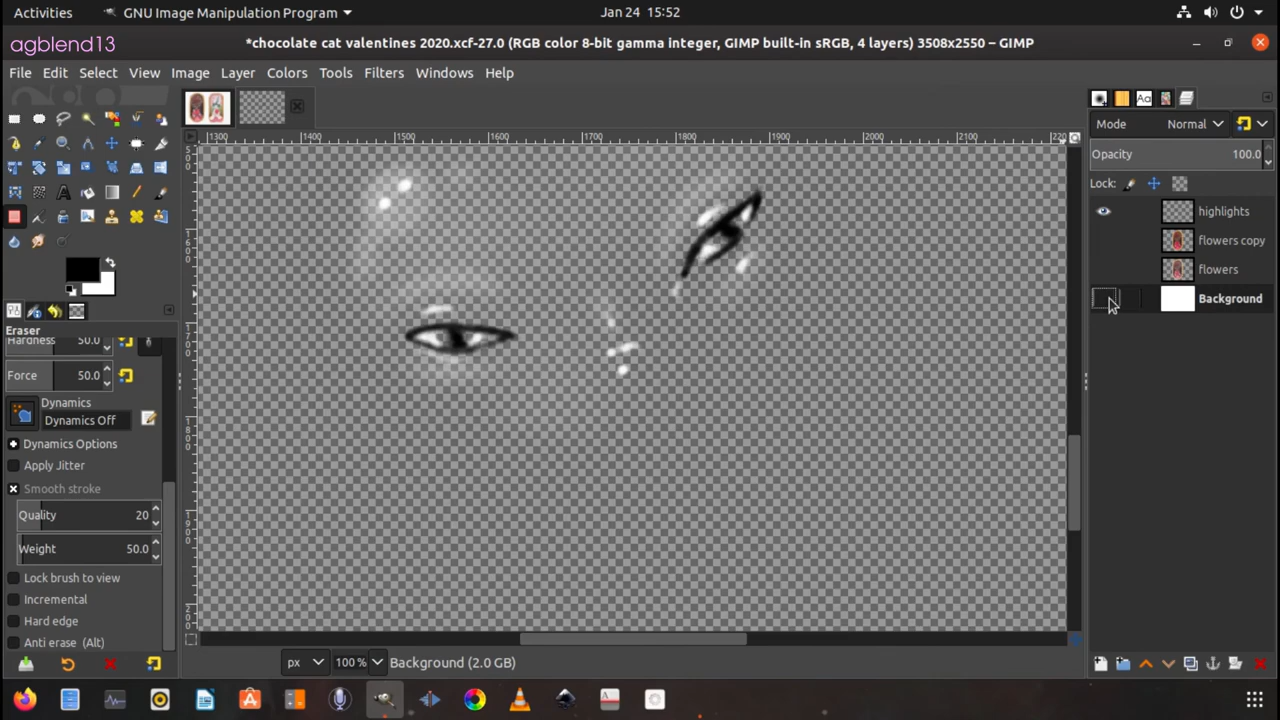 Activities GNU Image Manipulation Program Jan 24 15:52
agblend13 *chocolate cat valentines 2020.xcf-27.0 (RGB color 8-bit gamma integer, GIMP built-in sRGB, 4 layers) 3508x2550 – GIMP
File Edit Select View Image Layer Colors Tools Filters Windows Help
1300 1400 1500 1600 1700 1800 1900 2000 2100
Mode Normal
Opacity 100.0
Lock:
highlights
flowers copy
flowers
Background
Eraser
Hardness 50.0
Force 50.0
Dynamics
Dynamics Off
Dynamics Options
Apply Jitter
Smooth stroke
Quality 20
Weight 50.0
Lock brush to view
Incremental
Hard edge
Anti erase (Alt)
px 100 % Background (2.0 GB)